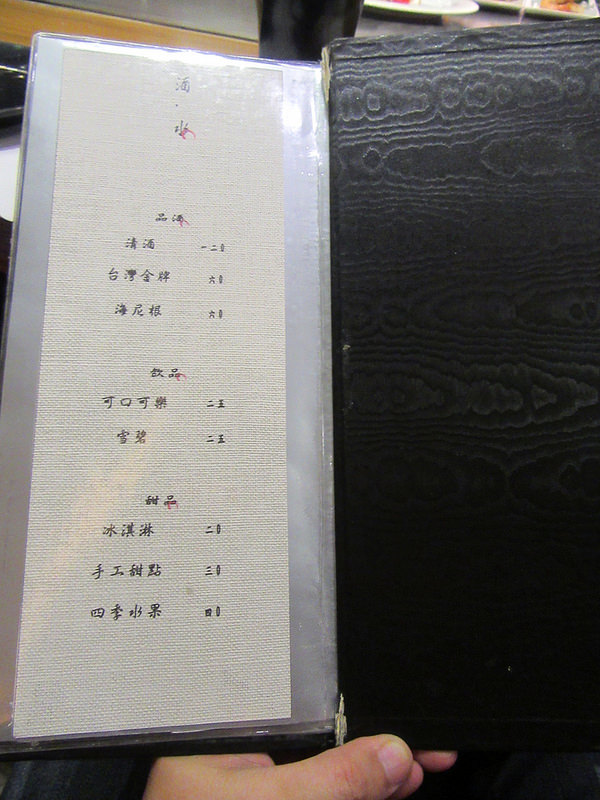 酒·水
品酒
清酒 一二0
台灣金牌 六0
海尼根 六0
飲品
可口可樂 二五
雪碧 二五
甜品
冰淇淋 二0
手工甜點 三0
四季水果 四0